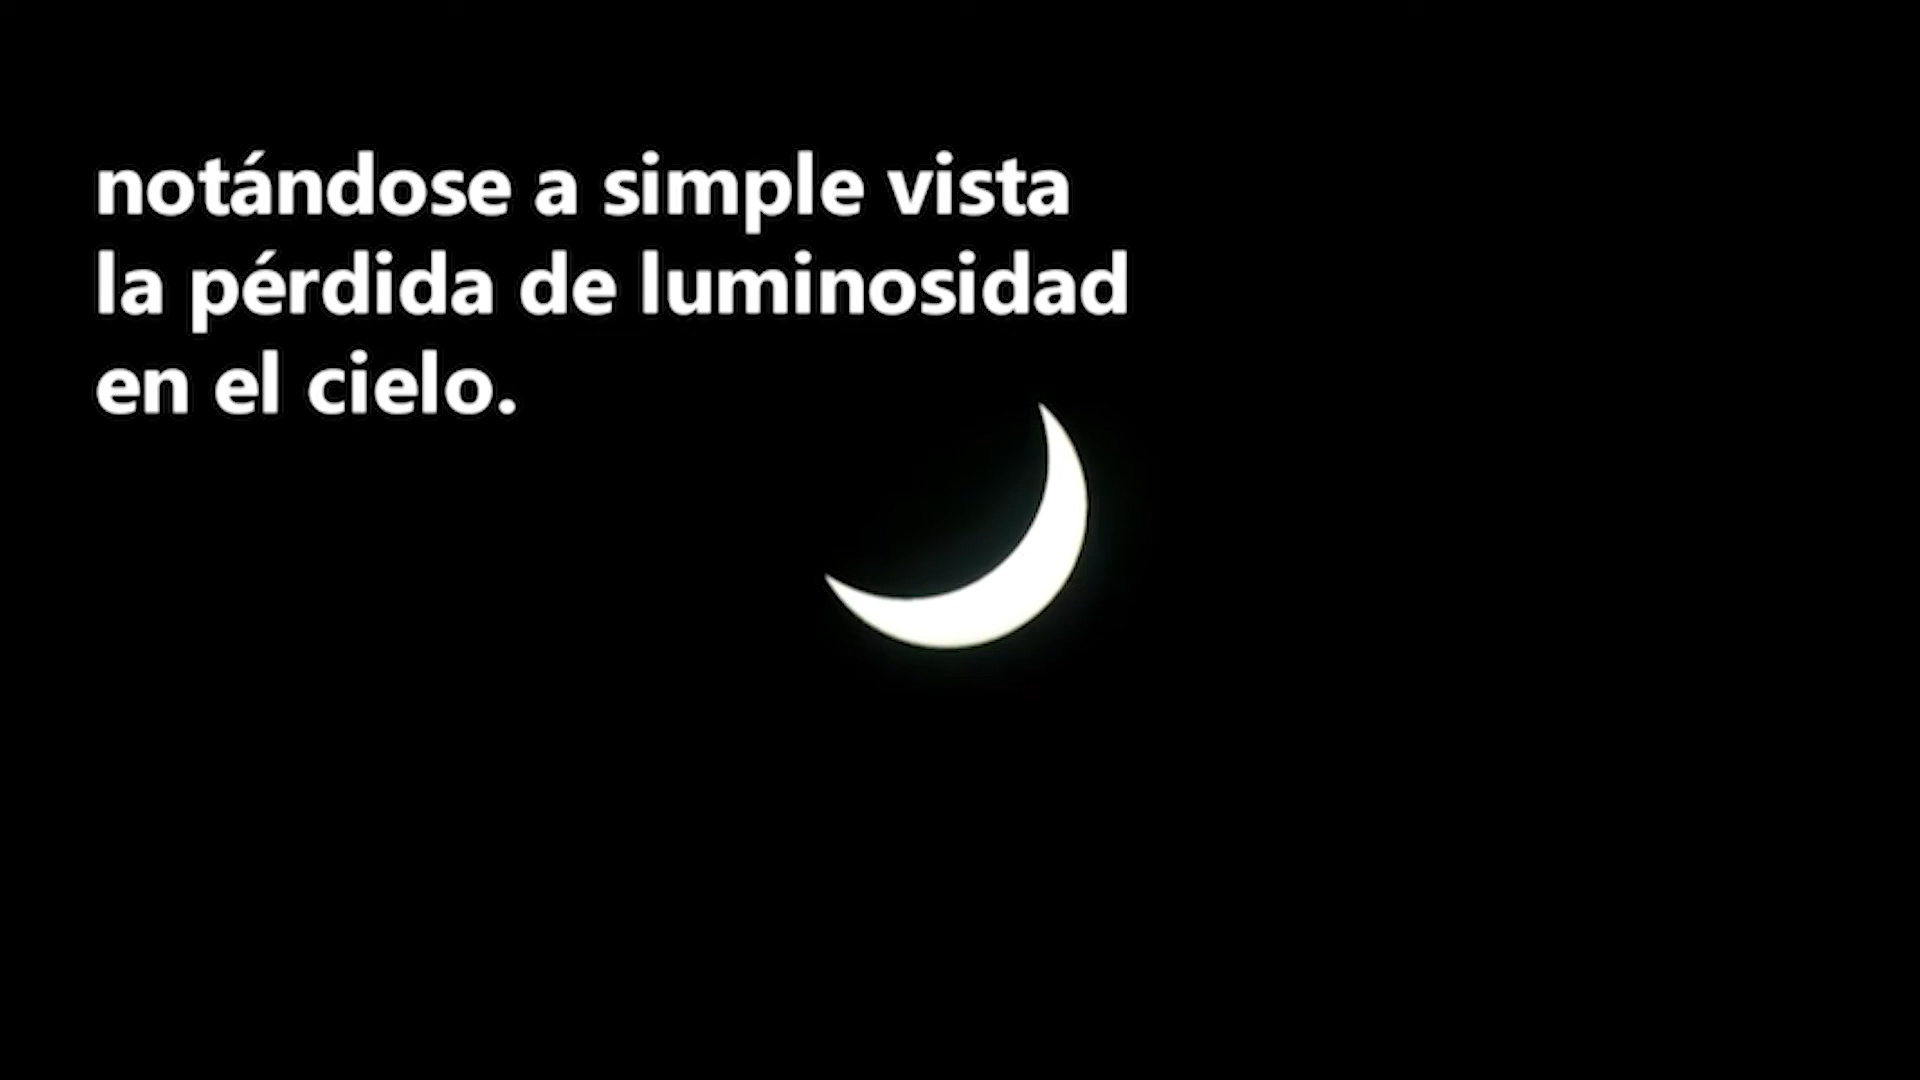 notándose a simple vista
la pérdida de luminosidad
en el cielo.